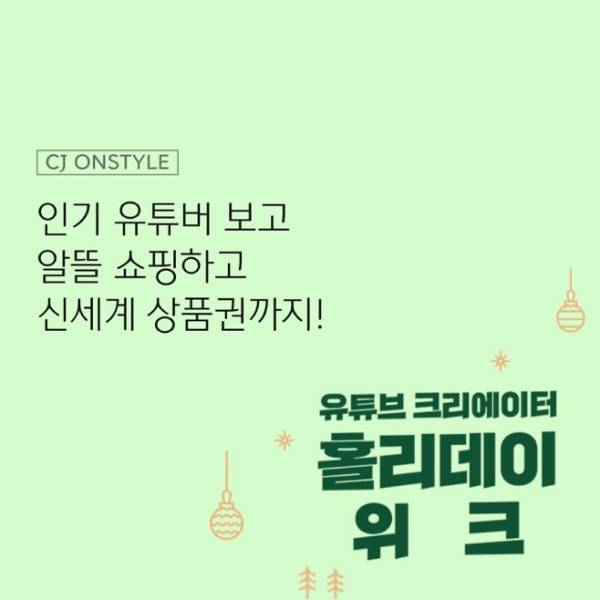 CJ ONSTYLE
인기 유튜버 보고
알뜰 쇼핑하고
신세계 상품권까지!
유튜브 크리에이터
홀리데이
위크